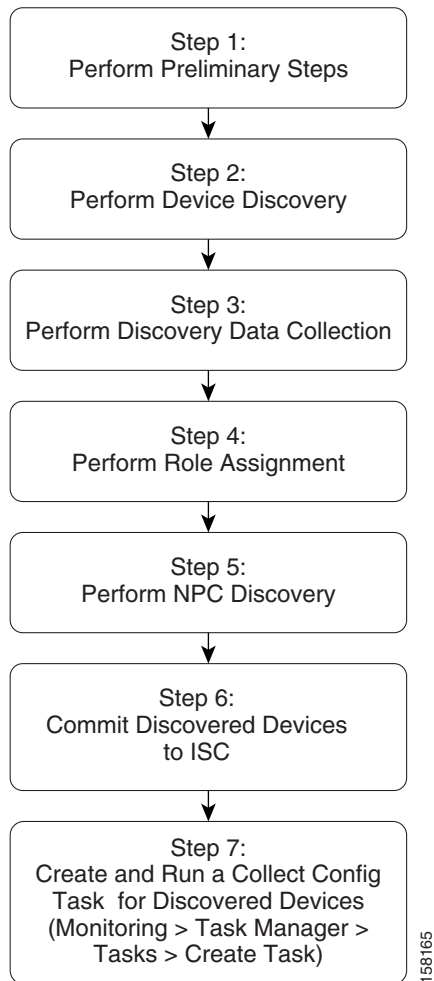 Step 1:
Perform Preliminary Steps
Step 2:
Perform Device Discovery
Step 3:
Perform Discovery Data Collection
Step 4:
Perform Role Assignment
Step 5:
Perform NPC Discovery
Step 6:
Commit Discovered Devices
to ISC
Step 7:
Create and Run a Collect Config
Task for Discovered Devices
(Monitoring > Task Manager >
Tasks > Create Task)
158165